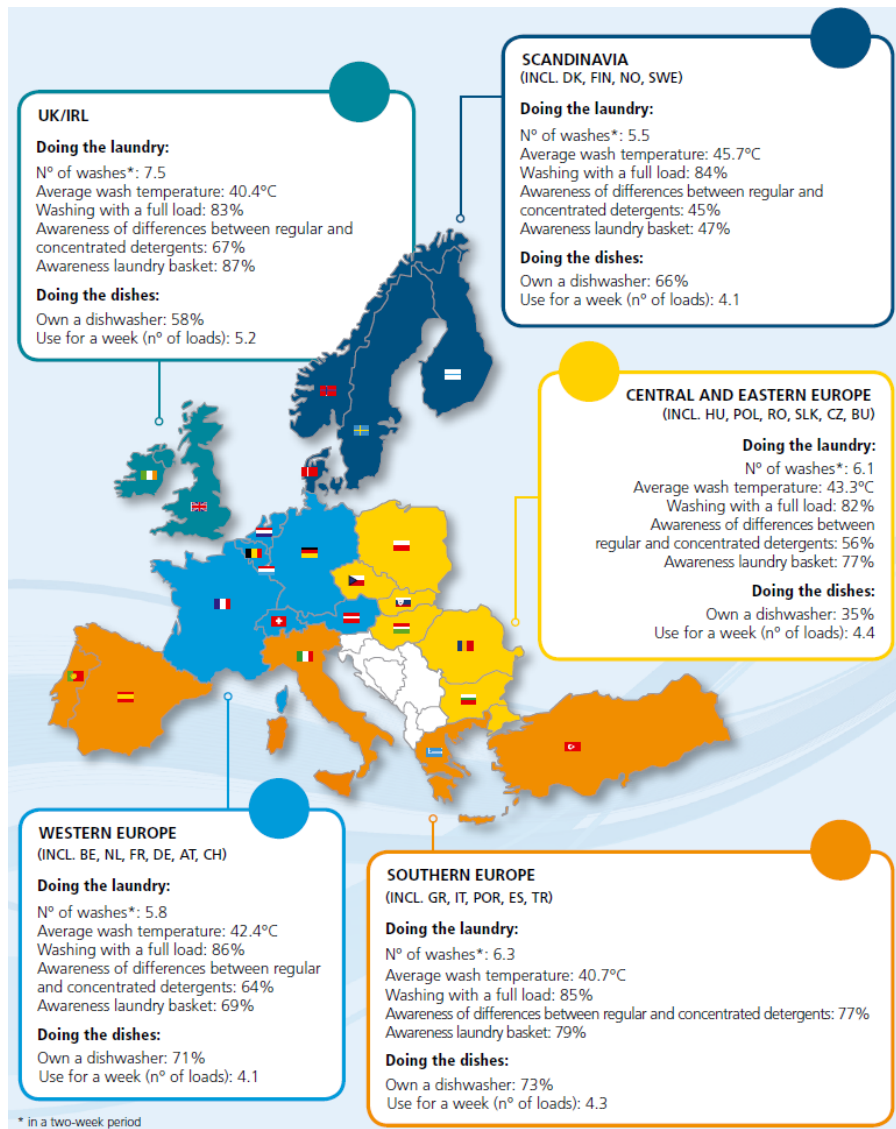 SCANDINAVIA
(INCL. DK, FIN, NO, SWE)
Doing the laundry:
Nº of washes*: 5.5
Average wash temperature: 45.7ºC
Washing with a full load: 84%
Awareness of differences between regular and
concentrated detergents: 45%
Awareness laundry basket: 47%
Doing the dishes:
Own a dishwasher: 66%
Use for a week (nº of loads): 4.1
UK/IRL
Doing the laundry:
Nº of washes*: 7.5
Average wash temperature: 40.4ºC
Washing with a full load: 83%
Awareness of differences between regular and
concentrated detergents: 67%
Awareness laundry basket: 87%
Doing the dishes:
Own a dishwasher: 58%
Use for a week (nº of loads): 5.2
CENTRAL AND EASTERN EUROPE
(INCL. HU, POL, RO, SLK, CZ, BU)
Doing the laundry:
Nº of washes*: 6.1
Average wash temperature: 43.3ºC
Washing with a full load: 82%
Awareness of differences between
regular and concentrated detergents: 56%
Awareness laundry basket: 77%
Doing the dishes:
Own a dishwasher: 35%
Use for a week (nº of loads): 4.4
WESTERN EUROPE
(INCL. BE, NL, FR, DE, AT, CH)
Doing the laundry:
Nº of washes*: 5.8
Average wash temperature: 42.4ºC
Washing with a full load: 86%
Awareness of differences between regular
and concentrated detergents: 64%
Awareness laundry basket: 69%
Doing the dishes:
Own a dishwasher: 71%
Use for a week (nº of loads): 4.1
SOUTHERN EUROPE
(INCL. GR, IT, POR, ES, TR)
Doing the laundry:
Nº of washes*: 6.3
Average wash temperature: 40.7ºC
Washing with a full load: 85%
Awareness of differences between regular and concentrated detergents: 77%
Awareness laundry basket: 79%
Doing the dishes:
Own a dishwasher: 73%
Use for a week (nº of loads): 4.3
* in a two-week period